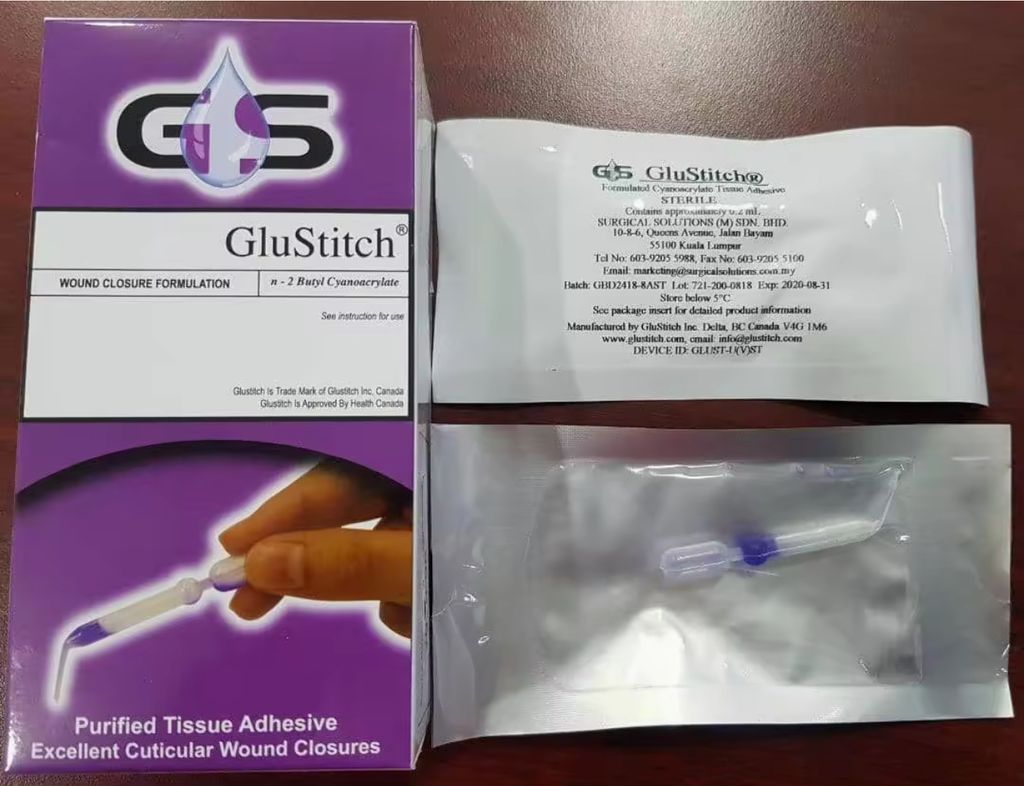 GS
GluStitch®
WOUND CLOSURE FORMULATION
n - 2 Butyl Cyanoacrylate
See instruction for use
Glustitch Is Trade Mark of Glustitch Inc. Canada
Glustitch Is Approved By Health Canada
Purified Tissue Adhesive
Excellent Cuticular Wound Closures
GS GluStitch®
Formulated Cyanoacrylate Tissue Adhesive
STERILE
Contains approximately 0.2 mL
SURGICAL SOLUTIONS (M) SDN. BHD.
10-8-6, Queens Avenue, Jalan Bayam
55100 Kuala Lumpur
Tel No: 603-9205 5988, Fax No: 603-9205 5100
Email: marketing@surgicalsolutions.com.my
Batch: GBD2418-8AST Lot: 721-200-0818 Exp: 2020-08-31
Store below 5°C
See package insert for detailed product information
Manufactured by GluStitch Inc. Delta, BC Canada V4G 1M6
www.glustitch.com, email: info@glustitch.com
DEVICE ID: GLUST-U(V)ST